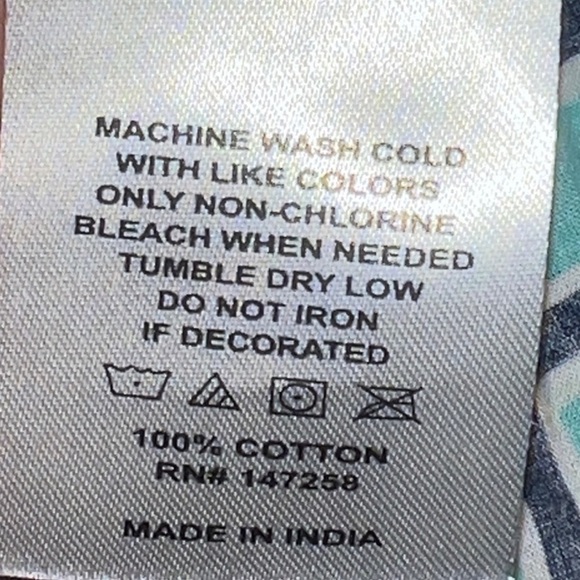 MACHINE WASH COLD
WITH LIKE COLORS
ONLY NON-CHLORINE
BLEACH WHEN NEEDED
TUMBLE DRY LOW
DO NOT IRON
IF DECORATED
100% COTTON
RN# 147258
MADE IN INDIA